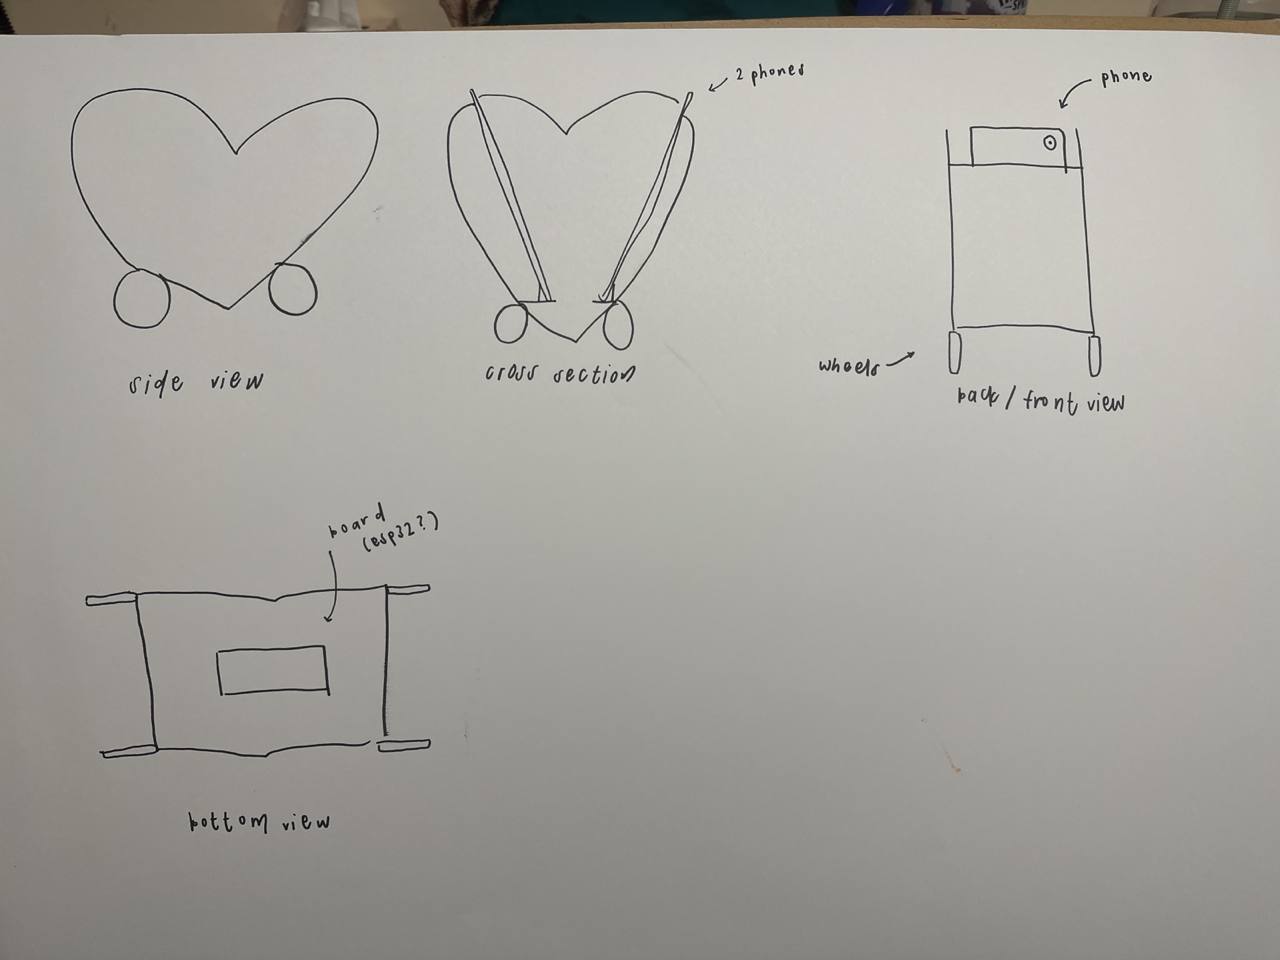 2 phones
phone
side view
cross section
wheels
back / front view
board
(esp32?)
bottom view